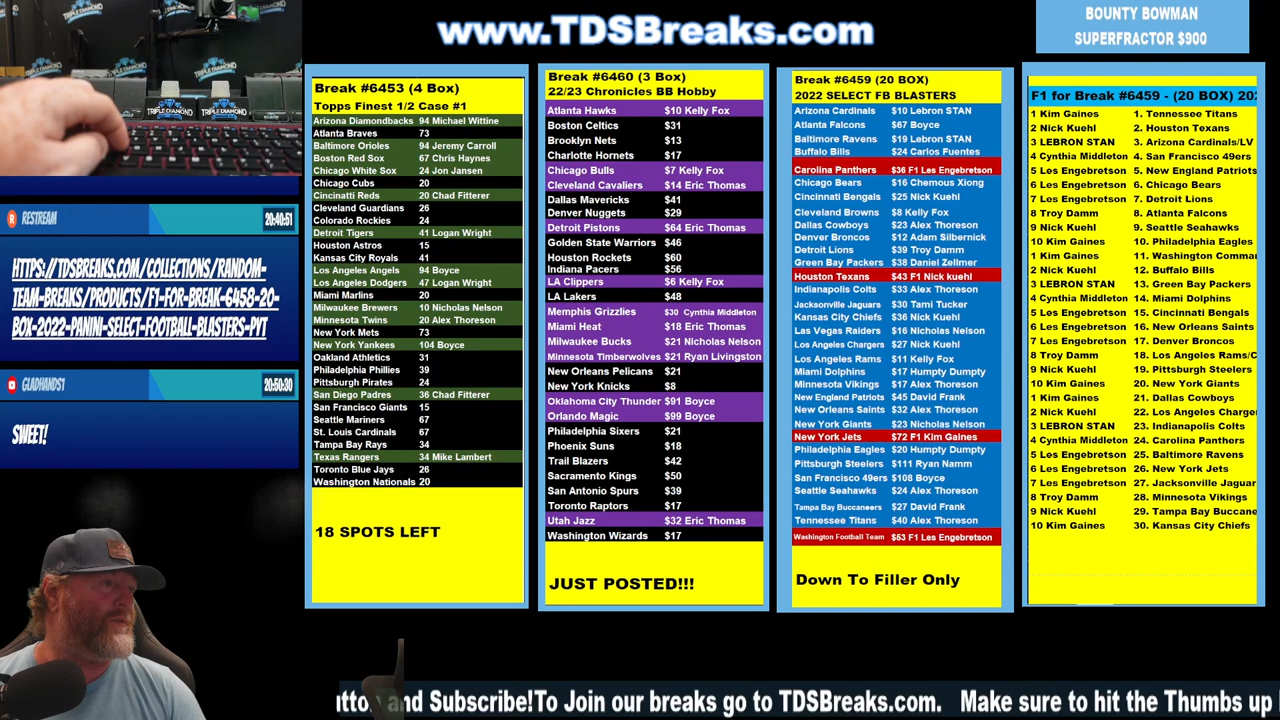 www.TDSBreaks.com
BOUNTY BOWMAN
SUPERFRACTOR $900
TRIPLE DIAMOND
TRIPLE DIAMOND
RESTREAM
20:40:51
HTTPS://TDSBREAKS.COM/COLLECTIONS/RANDOM-
TEAM-BREAKS/PRODUCTS/F1-FOR-BREAK-6458-20-
BOX-2022-PANINI-SELECT-FOOTBALL-BLASTERS-PYT
GLADHANDS1
20:50:30
SWEET!
Break #6453 (4 Box)
Topps Finest 1/2 Case #1
Arizona Diamondbacks 94 Michael Wittine
Atlanta Braves 73
Baltimore Orioles 94 Jeremy Carroll
Boston Red Sox 67 Chris Haynes
Chicago White Sox 24 Jon Jansen
Chicago Cubs 20
Cincinatti Reds 20 Chad Fitterer
Cleveland Guardians 26
Colorado Rockies 24
Detroit Tigers 41 Logan Wright
Houston Astros 15
Kansas City Royals 41
Los Angeles Angels 94 Boyce
Los Angeles Dodgers 47 Logan Wright
Miami Marlins 20
Milwaukee Brewers 10 Nicholas Nelson
Minnesota Twins 20 Alex Thoreson
New York Mets 73
New York Yankees 104 Boyce
Oakland Athletics 31
Philadelphia Phillies 39
Pittsburgh Pirates 24
San Diego Padres 36 Chad Fitterer
San Francisco Giants 15
Seattle Mariners 67
St. Louis Cardinals 67
Tampa Bay Rays 34
Texas Rangers 34 Mike Lambert
Toronto Blue Jays 26
Washington Nationals 20
18 SPOTS LEFT
Break #6460 (3 Box)
22/23 Chronicles BB Hobby
Atlanta Hawks $10 Kelly Fox
Boston Celtics $31
Brooklyn Nets $13
Charlotte Hornets $17
Chicago Bulls $7 Kelly Fox
Cleveland Cavaliers $14 Eric Thomas
Dallas Mavericks $41
Denver Nuggets $29
Detroit Pistons $64 Eric Thomas
Golden State Warriors $46
Houston Rockets $60
Indiana Pacers $56
LA Clippers $6 Kelly Fox
LA Lakers $48
Memphis Grizzlies $30 Cynthia Middleton
Miami Heat $18 Eric Thomas
Milwaukee Bucks $21 Nicholas Nelson
Minnesota Timberwolves $21 Ryan Livingston
New Orleans Pelicans $21
New York Knicks $8
Oklahoma City Thunder $91 Boyce
Orlando Magic $99 Boyce
Philadelphia Sixers $21
Phoenix Suns $18
Trail Blazers $42
Sacramento Kings $50
San Antonio Spurs $39
Toronto Raptors $17
Utah Jazz $32 Eric Thomas
Washington Wizards $17
JUST POSTED!!!
Break #6459 (20 BOX)
2022 SELECT FB BLASTERS
Arizona Cardinals $10 Lebron STAN
Atlanta Falcons $67 Boyce
Baltimore Ravens $19 Lebron STAN
Buffalo Bills $24 Carlos Fuentes
Carolina Panthers $36 F1 Les Engebretson
Chicago Bears $16 Chemous Xiong
Cincinnati Bengals $25 Nick Kuehl
Cleveland Browns $8 Kelly Fox
Dallas Cowboys $23 Alex Thoreson
Denver Broncos $12 Adam Silbernick
Detroit Lions $39 Troy Damm
Green Bay Packers $38 Daniel Zellmer
Houston Texans $43 F1 Nick kuehl
Indianapolis Colts $33 Alex Thoreson
Jacksonville Jaguars $30 Tami Tucker
Kansas City Chiefs $36 Nick Kuehl
Las Vegas Raiders $16 Nicholas Nelson
Los Angeles Chargers $27 Nick Kuehl
Los Angeles Rams $11 Kelly Fox
Miami Dolphins $17 Humpty Dumpty
Minnesota Vikings $17 Alex Thoreson
New England Patriots $45 David Frank
New Orleans Saints $32 Alex Thoreson
New York Giants $23 Nicholas Nelson
New York Jets $72 F1 Kim Gaines
Philadelphia Eagles $20 Humpty Dumpty
Pittsburgh Steelers $111 Ryan Namm
San Francisco 49ers $108 Boyce
Seattle Seahawks $24 Alex Thoreson
Tampa Bay Buccaneers $27 David Frank
Tennessee Titans $40 Alex Thoreson
Washington Football Team $53 F1 Les Engebretson
Down To Filler Only
F1 for Break #6459 - (20 BOX) 202
1 Kim Gaines 1. Tennessee Titans
2 Nick Kuehl 2. Houston Texans
3 LEBRON STAN 3. Arizona Cardinals/LV
4 Cynthia Middleton 4. San Francisco 49ers
5 Les Engebretson 5. New England Patriots
6 Les Engebretson 6. Chicago Bears
7 Les Engebretson 7. Detroit Lions
8 Troy Damm 8. Atlanta Falcons
9 Nick Kuehl 9. Seattle Seahawks
10 Kim Gaines 10. Philadelphia Eagles
1 Kim Gaines 11. Washington Comman
2 Nick Kuehl 12. Buffalo Bills
3 LEBRON STAN 13. Green Bay Packers
4 Cynthia Middleton 14. Miami Dolphins
5 Les Engebretson 15. Cincinnati Bengals
6 Les Engebretson 16. New Orleans Saints
7 Les Engebretson 17. Denver Broncos
8 Troy Damm 18. Los Angeles Rams/C
9 Nick Kuehl 19. Pittsburgh Steelers
10 Kim Gaines 20. New York Giants
1 Kim Gaines 21. Dallas Cowboys
2 Nick Kuehl 22. Los Angeles Charger
3 LEBRON STAN 23. Indianapolis Colts
4 Cynthia Middleton 24. Carolina Panthers
5 Les Engebretson 25. Baltimore Ravens
6 Les Engebretson 26. New York Jets
7 Les Engebretson 27. Jacksonville Jaguar
8 Troy Damm 28. Minnesota Vikings
9 Nick Kuehl 29. Tampa Bay Buccane
10 Kim Gaines 30. Kansas City Chiefs
utton and Subscribe!To Join our breaks go to TDSBreaks.com. Make sure to hit the Thumbs up